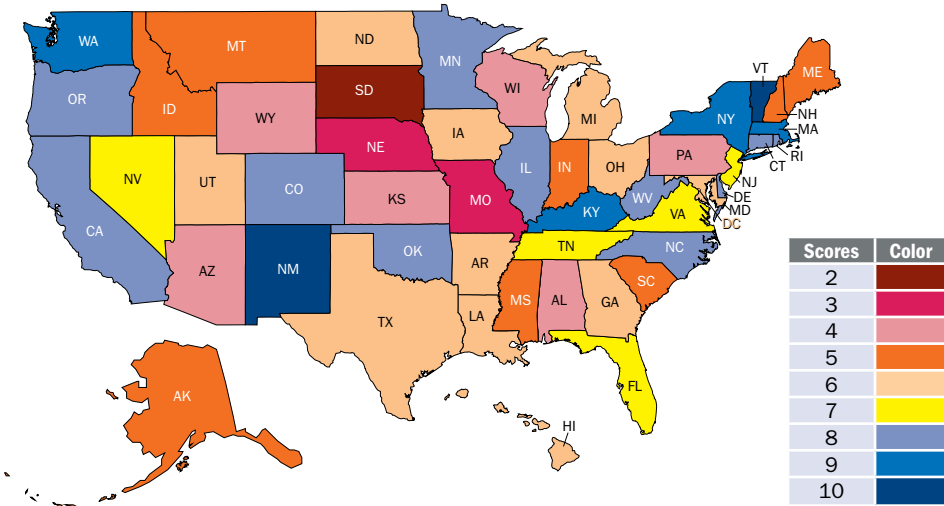 WA
MT
ND
MN
VT
ME
OR
ID
SD
WI
MI
NY
NH
MA
WY
IA
RI
CT
NE
PA
NV
UT
CO
IL
IN
OH
NJ
DE
MD
DC
KS
MO
WV
VA
KY
CA
OK
TN
NC
AZ
NM
AR
SC
MS
AL
GA
TX
LA
AK
FL
HI
Scores Color
2
3
4
5
6
7
8
9
10